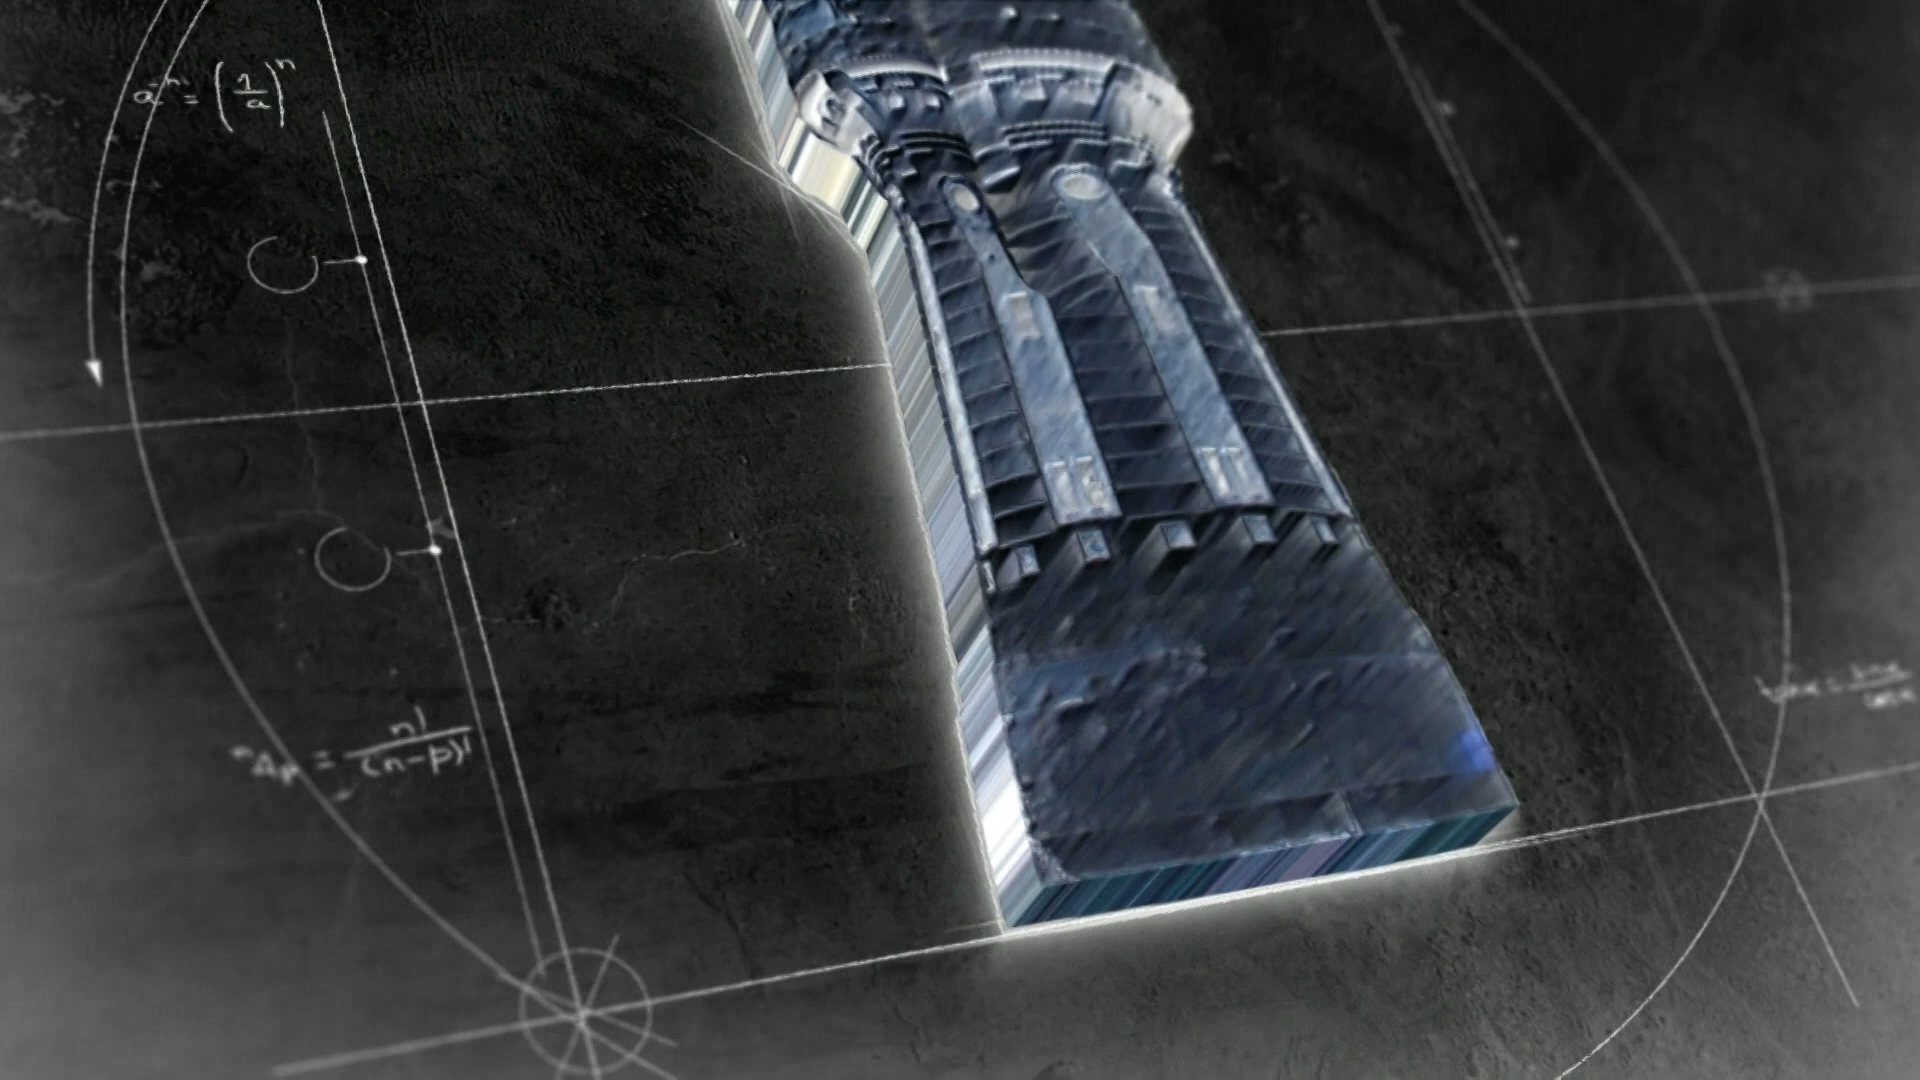 a⁻ⁿ = (1/a)ⁿ
ⁿAₚ = n!/(n-p)!